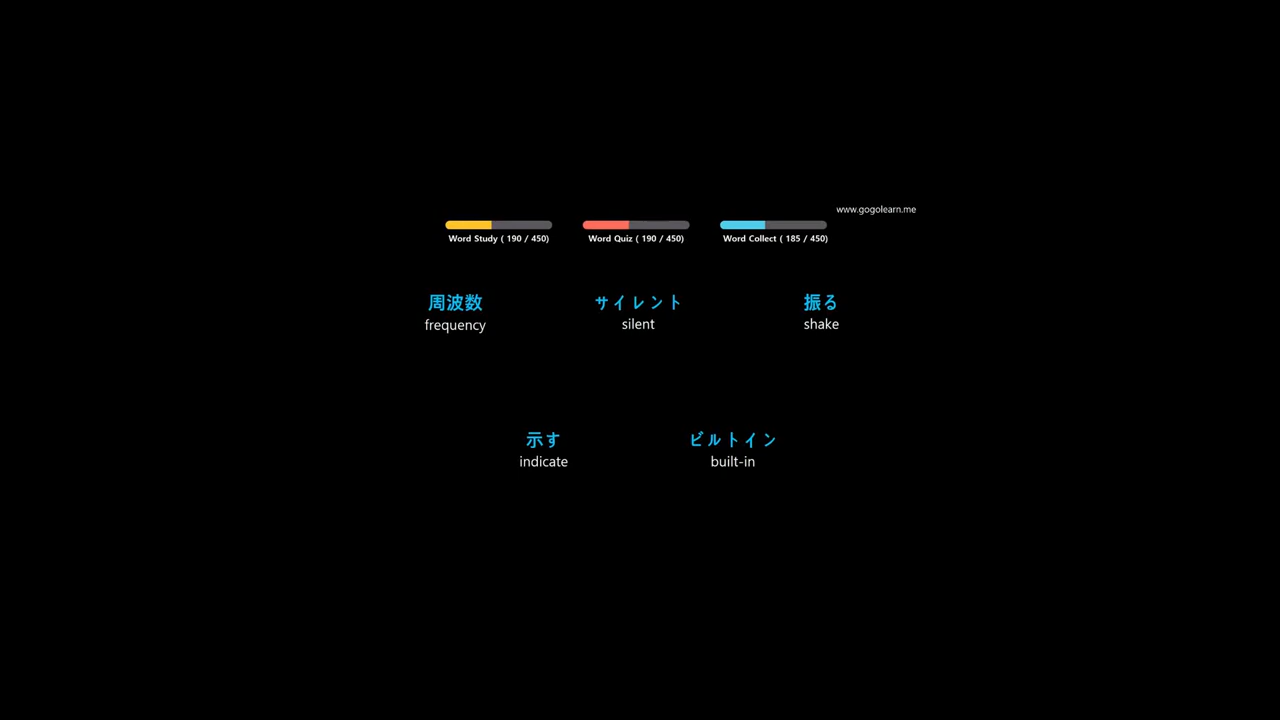 www.gogolearn.me
Word Study ( 190 / 450)
Word Quiz ( 190 / 450)
Word Collect ( 185 / 450)
周波数
frequency
サイレント
silent
振る
shake
示す
indicate
ビルトイン
built-in